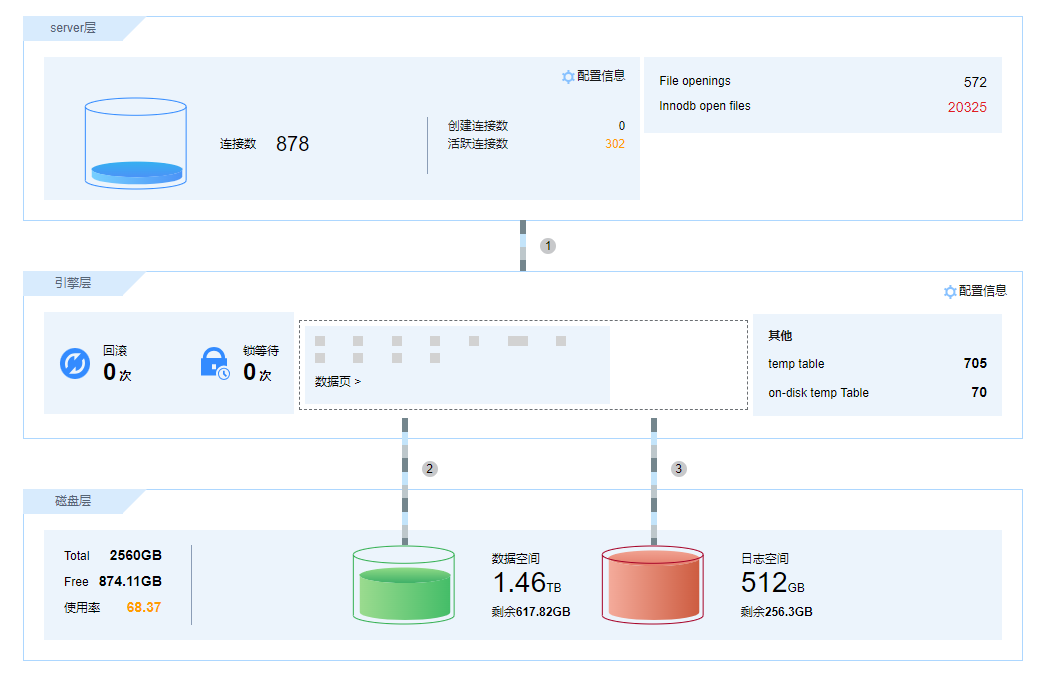 server层
配置信息
连接数 878
创建连接数 0
活跃连接数 302
File openings 572
Innodb open files 20325
1
引擎层
配置信息
回滚
0 次
锁等待
0 次
数据页 >
其他
temp table 705
on-disk temp Table 70
2
3
磁盘层
Total 2560GB
Free 874.11GB
使用率 68.37
数据空间
1.46TB
剩余617.82GB
日志空间
512GB
剩余256.3GB